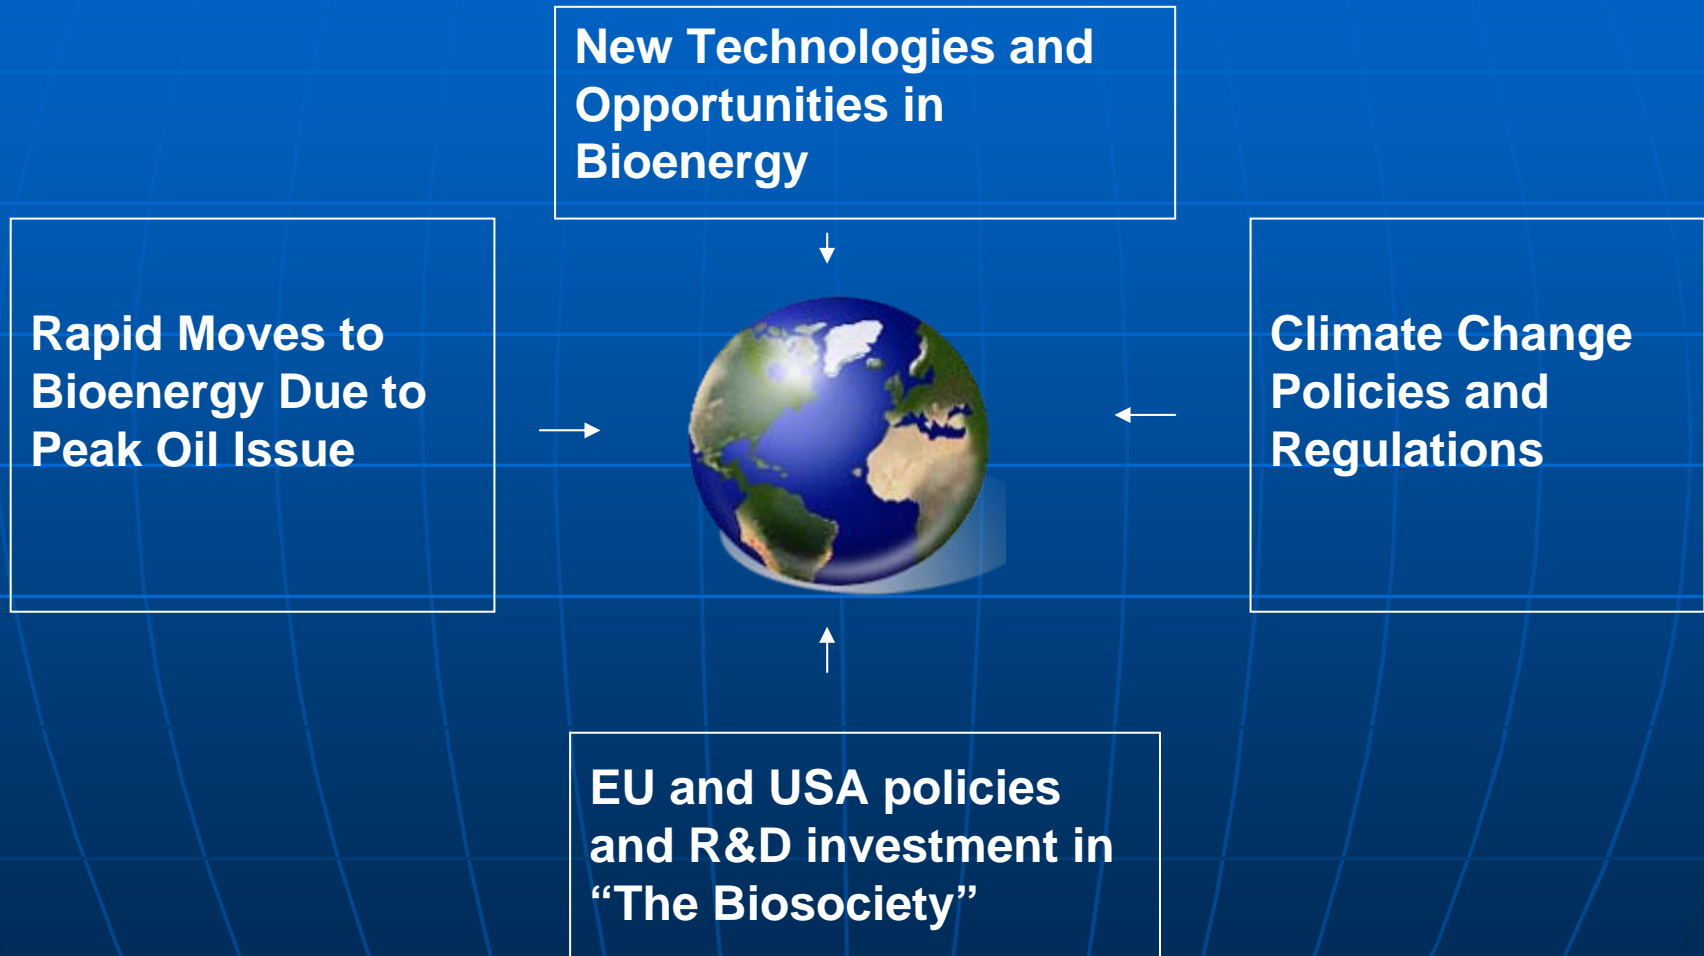 New Technologies and
Opportunities in
Bioenergy
Rapid Moves to
Bioenergy Due to
Peak Oil Issue
Climate Change
Policies and
Regulations
EU and USA policies
and R&D investment in
“The Biosociety”